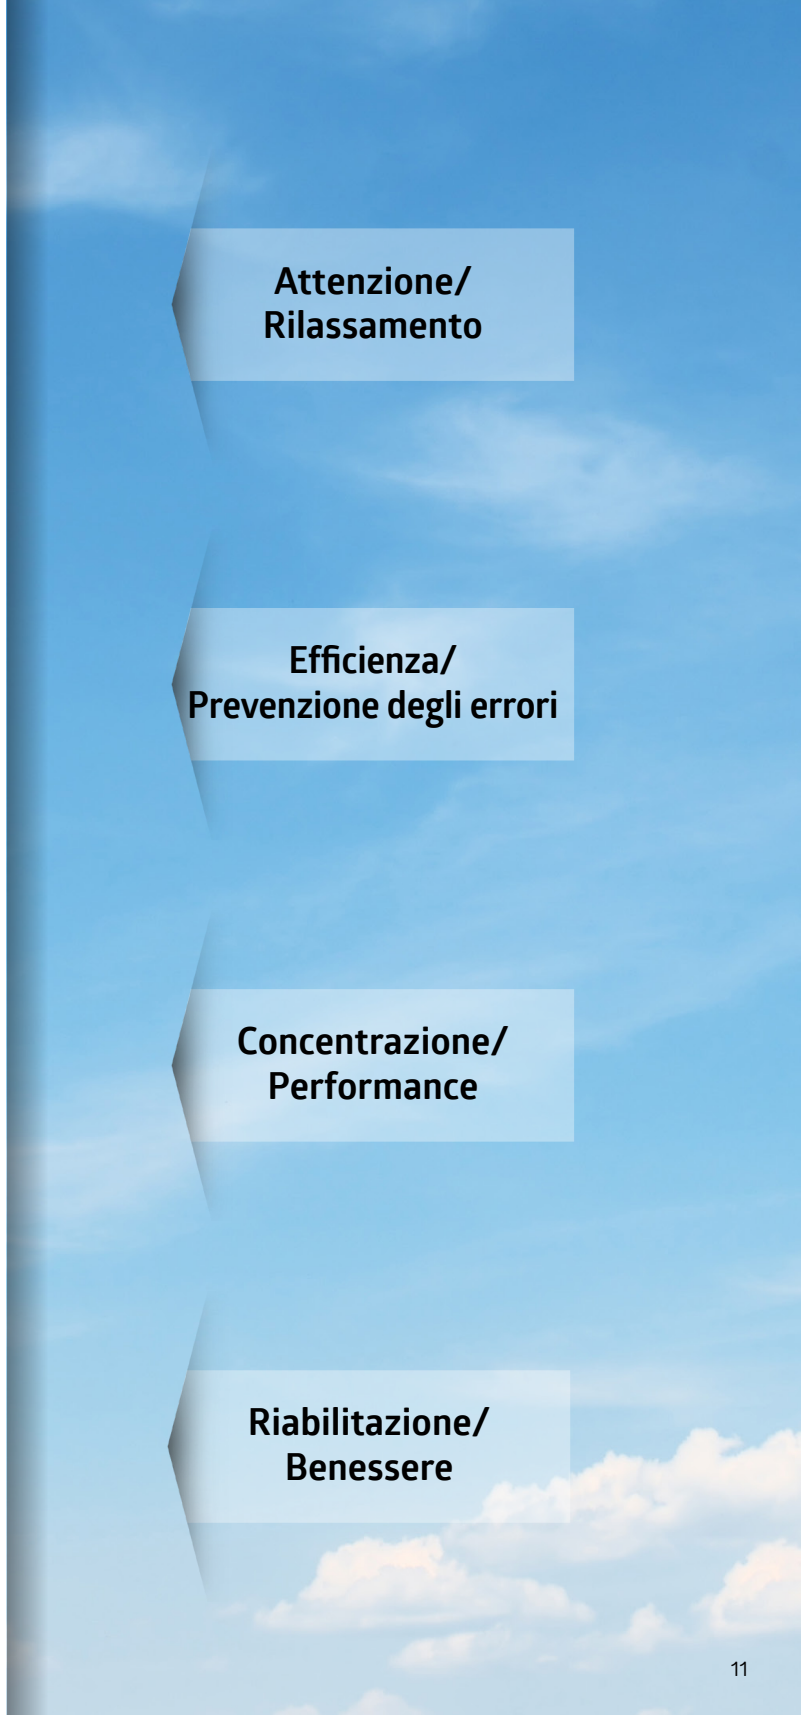 Attenzione/
Rilassamento
Efficienza/
Prevenzione degli errori
Concentrazione/
Performance
Riabilitazione/
Benessere
11